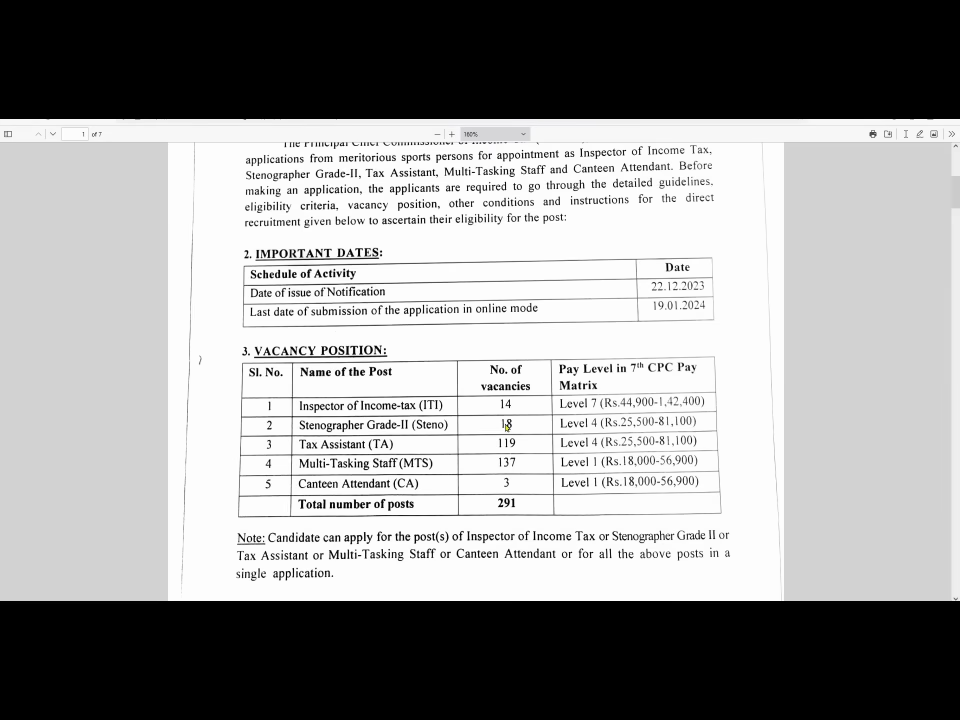 1 of 7 160%
The Principal Chief Commissioner of Income Tax
applications from meritorious sports persons for appointment as Inspector of Income Tax,
Stenographer Grade-II, Tax Assistant, Multi-Tasking Staff and Canteen Attendant. Before
making an application, the applicants are required to go through the detailed guidelines,
eligibility criteria, vacancy position, other conditions and instructions for the direct
recruitment given below to ascertain their eligibility for the post:
2. IMPORTANT DATES:
Schedule of Activity Date
Date of issue of Notification 22.12.2023
Last date of submission of the application in online mode 19.01.2024
3. VACANCY POSITION:
Sl. No. Name of the Post No. of vacancies Pay Level in 7th CPC Pay Matrix
1 Inspector of Income-tax (ITI) 14 Level 7 (Rs.44,900-1,42,400)
2 Stenographer Grade-II (Steno) 18 Level 4 (Rs.25,500-81,100)
3 Tax Assistant (TA) 119 Level 4 (Rs.25,500-81,100)
4 Multi-Tasking Staff (MTS) 137 Level 1 (Rs.18,000-56,900)
5 Canteen Attendant (CA) 3 Level 1 (Rs.18,000-56,900)
Total number of posts 291
Note: Candidate can apply for the post(s) of Inspector of Income Tax or Stenographer Grade II or
Tax Assistant or Multi-Tasking Staff or Canteen Attendant or for all the above posts in a
single application.